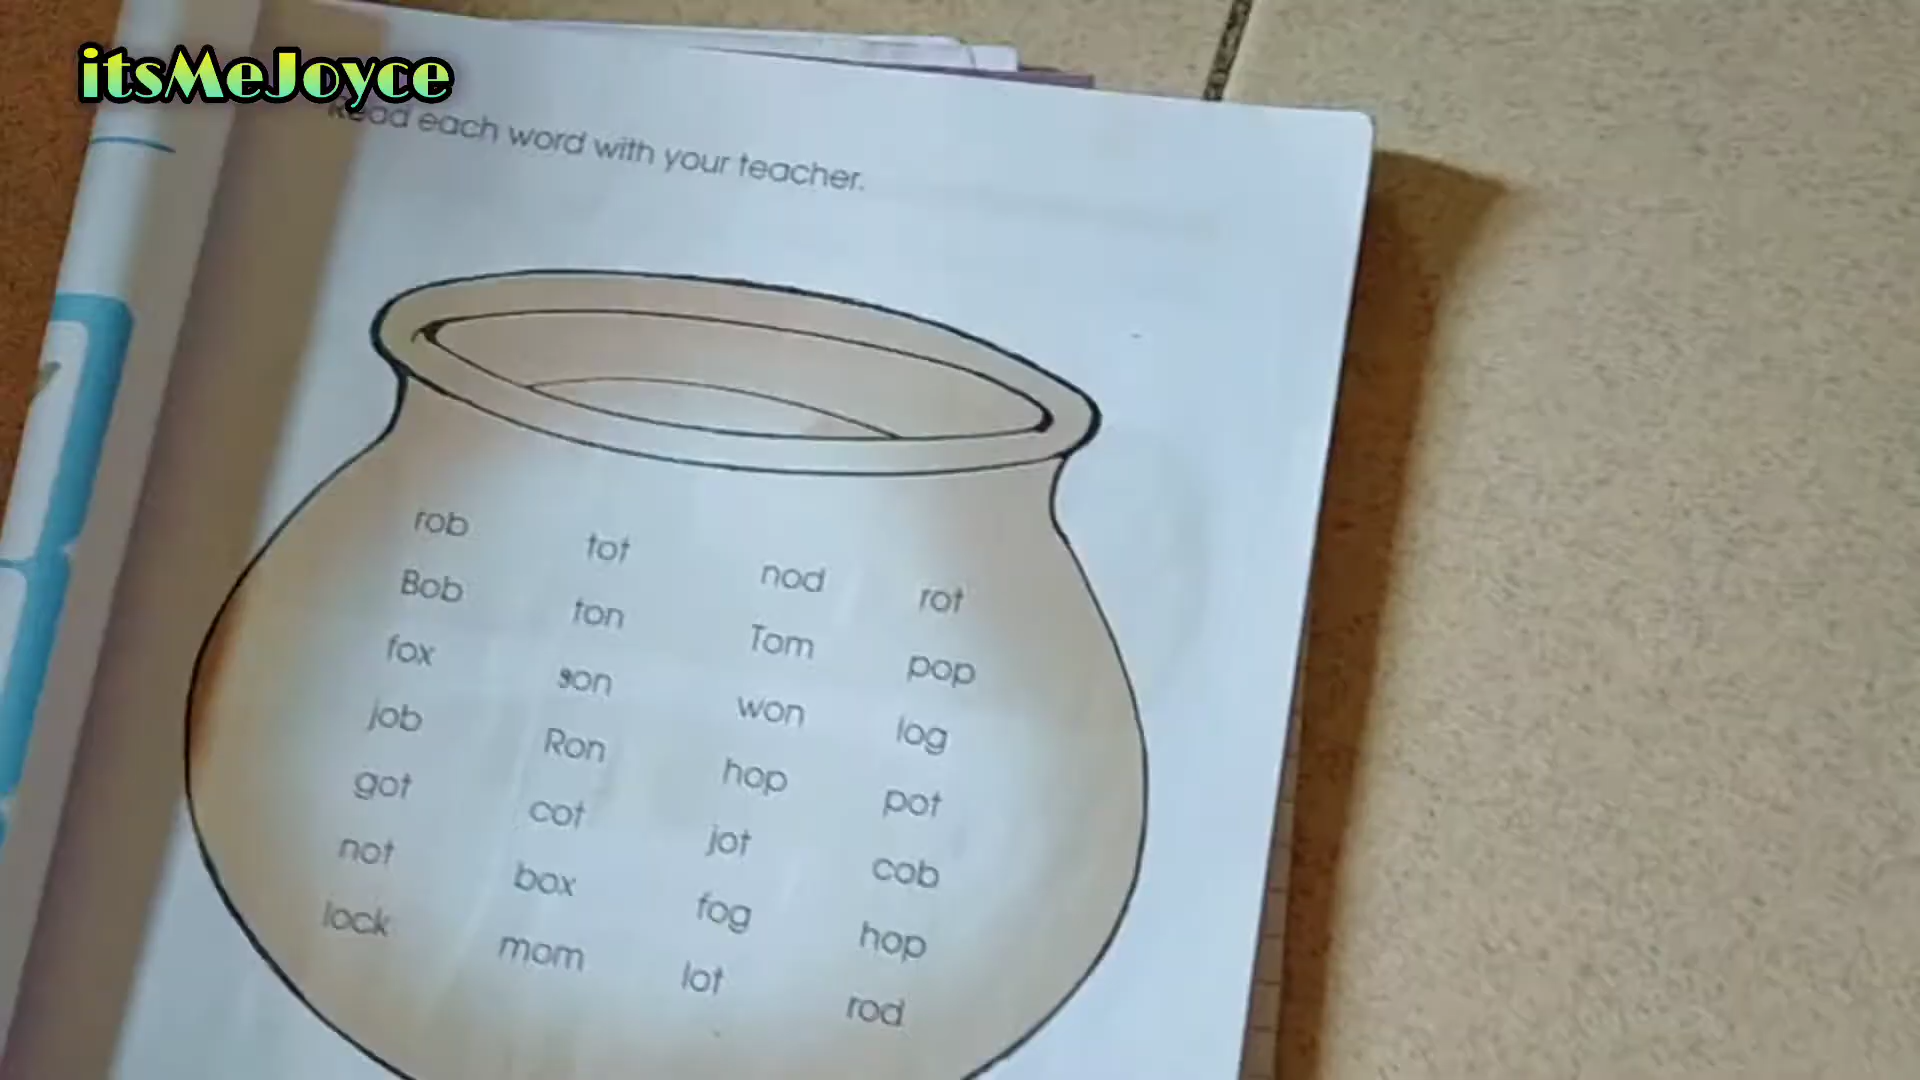 itsMeJoyce
Read each word with your teacher.
rob tot nod rot
Bob ton Tom pop
fox son won log
job Ron hop pot
got cot jot cob
not box fog hop
lock mom lot rod